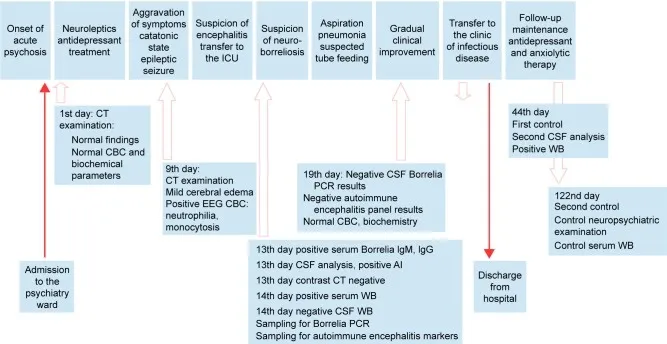 Onset of
acute
psychosis
Neuroleptics
antidepressant
treatment
Aggravation
of symptoms
catatonic
state
epileptic
seizure
Suspicion of
encephalitis
transfer to
the ICU
Suspicion
of neuro-
borreliosis
Aspiration
pneumonia
suspected
tube feeding
Gradual
clinical
improvement
Transfer to
the clinic
of infectious
disease
Follow-up
maintenance
antidepressant
and anxiolytic
therapy
1st day: CT
examination:
Normal findings
Normal CBC and
biochemical
parameters
9th day:
CT examination
Mild cerebral edema
Positive EEG CBC:
neutrophilia,
monocytosis
19th day: Negative CSF Borrelia
PCR results
Negative autoimmune
encephalitis panel results
Normal CBC, biochemistry
44th day
First control
Second CSF analysis
Positive WB
122nd day
Second control
Control neuropsychiatric
examination
Control serum WB
13th day positive serum Borrelia IgM, IgG
13th day CSF analysis, positive AI
13th day contrast CT negative
14th day positive serum WB
14th day negative CSF WB
Sampling for Borrelia PCR
Sampling for autoimmune encephalitis markers
Admission
to the
psychiatry
ward
Discharge
from
hospital